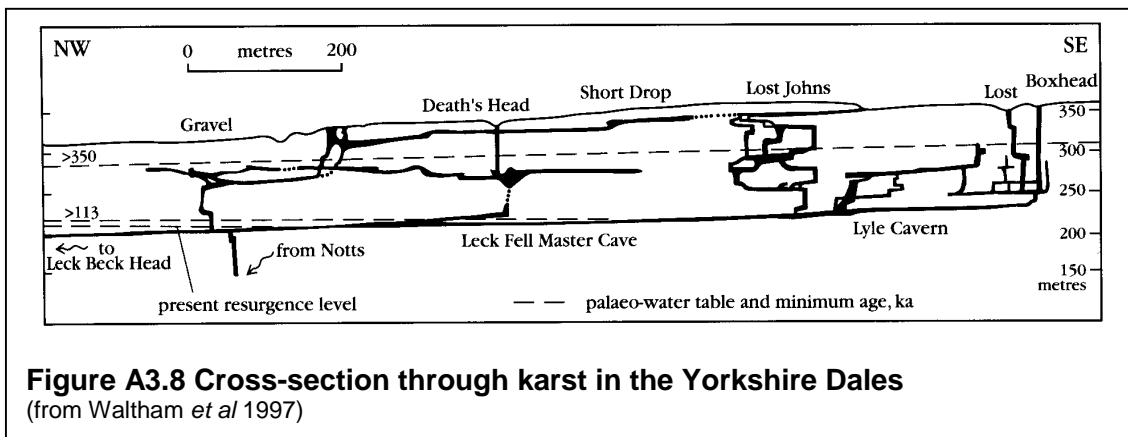 NW
SE
0 metres 200
Boxhead
Lost
Lost Johns
Short Drop
Death's Head
Gravel
350
>350
300
250
>113
Lyle Cavern
200
Leck Fell Master Cave
from Notts
to
Leck Beck Head
150
metres
present resurgence level
palaeo-water table and minimum age, ka
Figure A3.8 Cross-section through karst in the Yorkshire Dales
(from Waltham et al 1997)